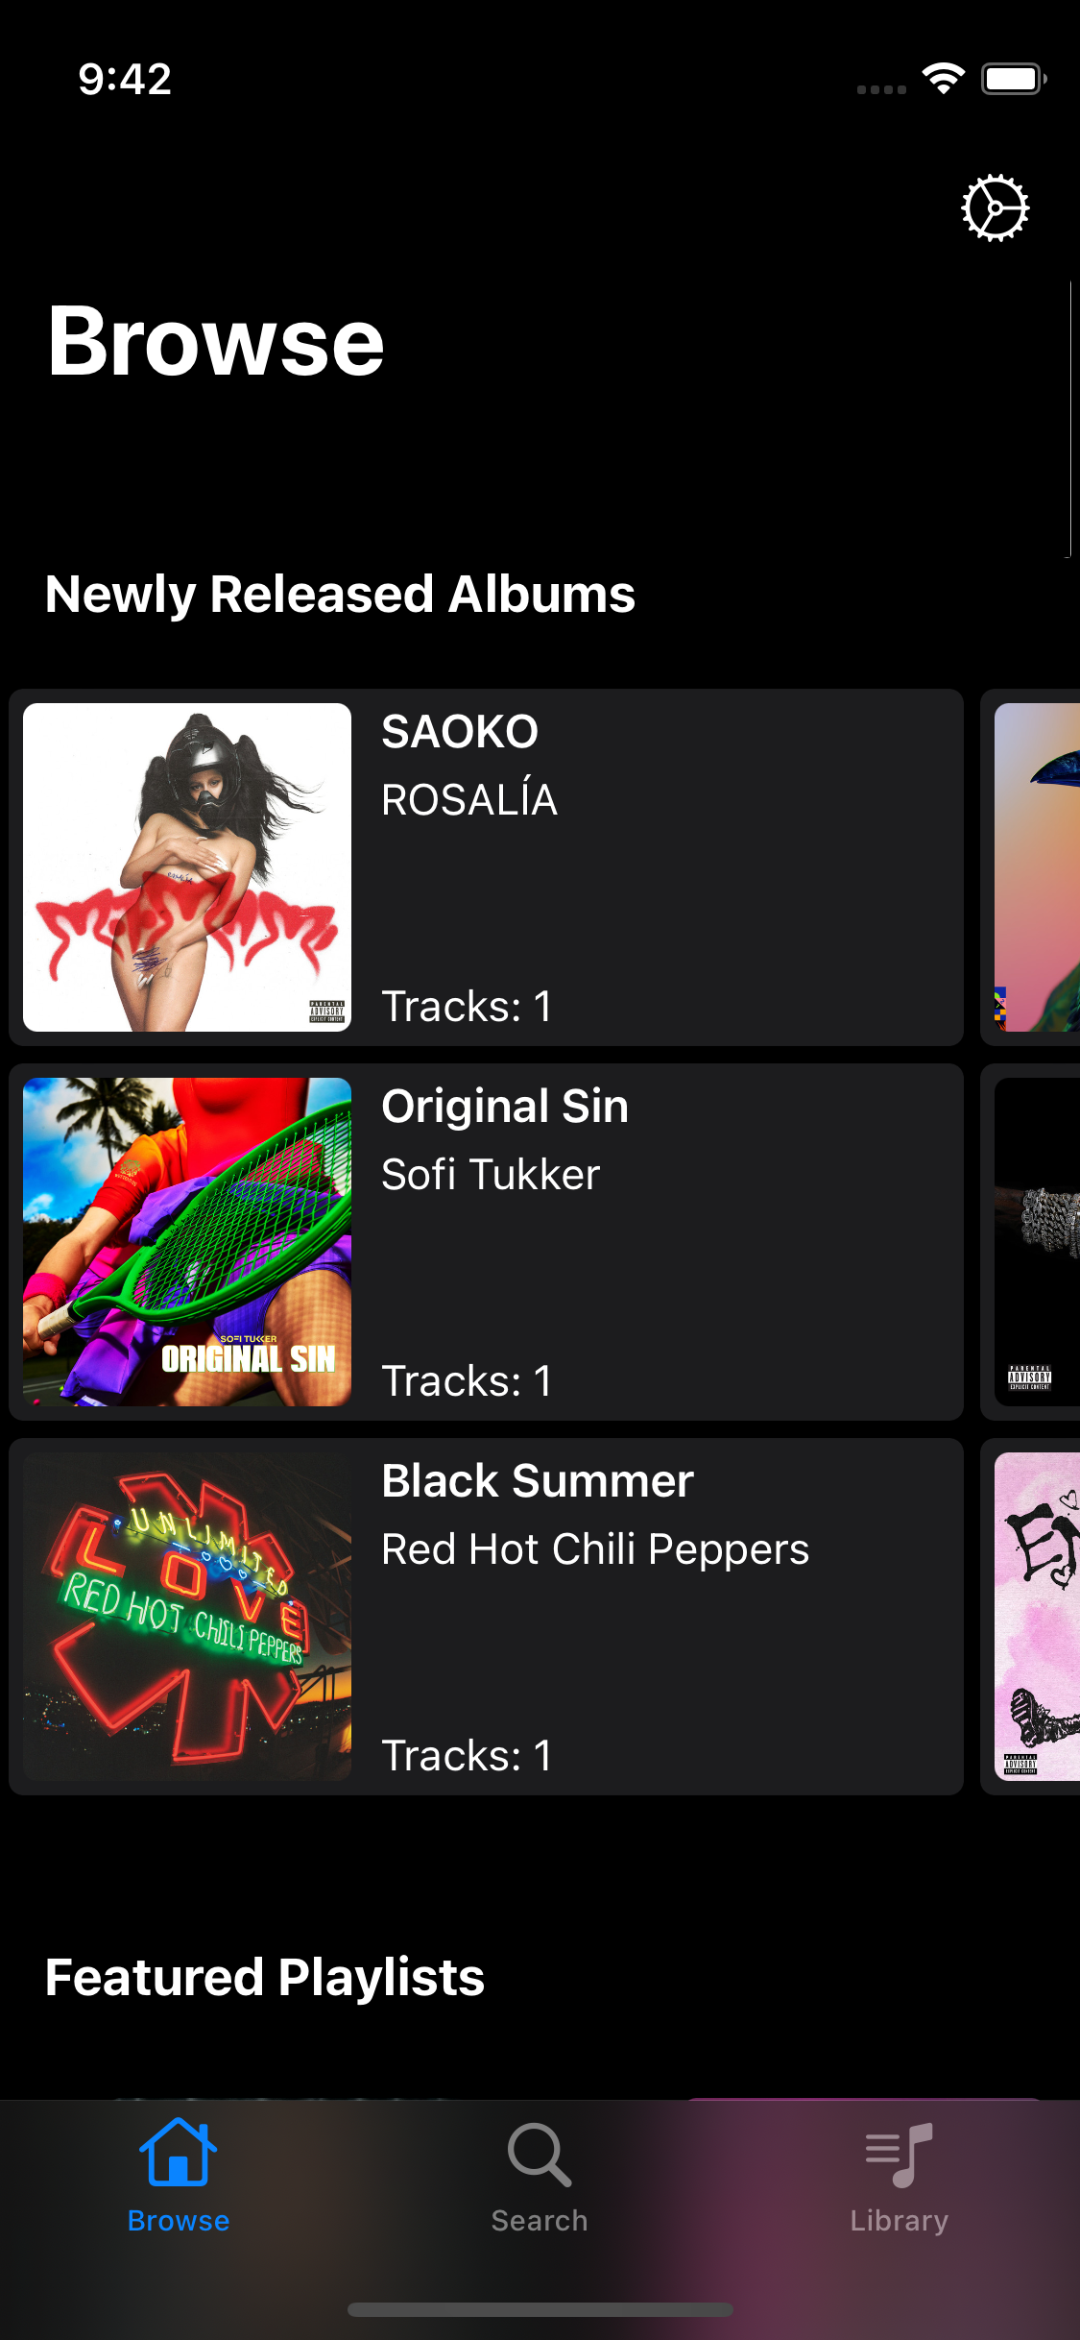 9:42
Browse
Newly Released Albums
SAOKO
ROSALÍA
Tracks: 1
PARENTAL
ADVISORY
EXPLICIT CONTENT
Original Sin
Sofi Tukker
SOFI TUKKER
ORIGINAL SIN
Tracks: 1
PARENTAL
ADVISORY
EXPLICIT CONTENT
Black Summer
Red Hot Chili Peppers
UNLIMITED
LOVE
RED HOT CHILI PEPPERS
Tracks: 1
PARENTAL
ADVISORY
EXPLICIT CONTENT
Featured Playlists
Browse
Search
Library